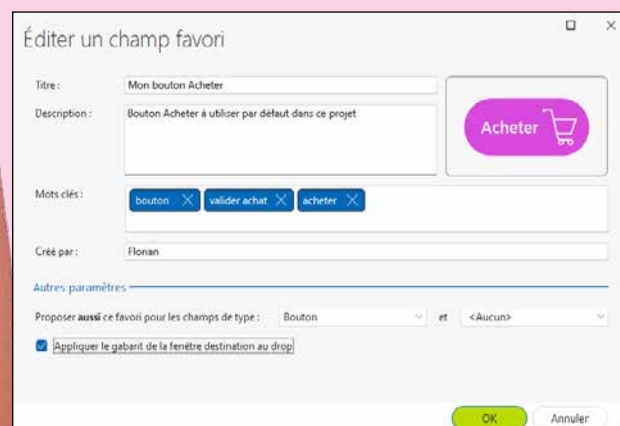 Éditer un champ favori
Titre :
Mon bouton Acheter
Description :
Bouton Acheter à utiliser par défaut dans ce projet
Acheter
Mots clés :
bouton
valider achat
acheter
Créé par :
Florian
Autres paramètres
Proposer aussi ce favori pour les champs de type :
Bouton
et
<Aucun>
Appliquer le gabarit de la fenêtre destination au drop
OK
Annuler